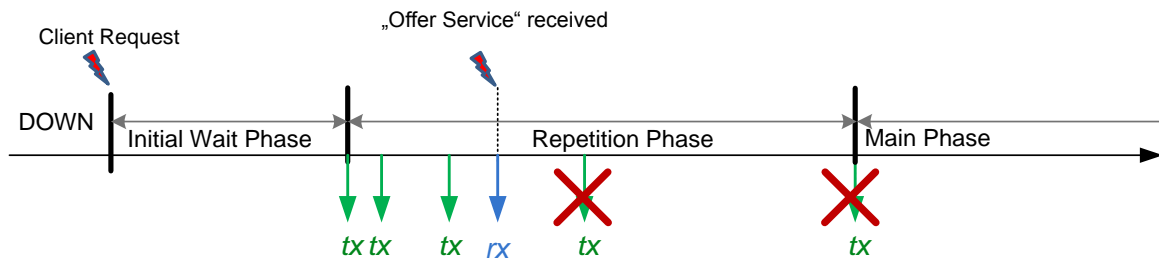 „Offer Service“ received
Client Request
DOWN
Initial Wait Phase
Repetition Phase
Main Phase
tx tx tx rx tx tx